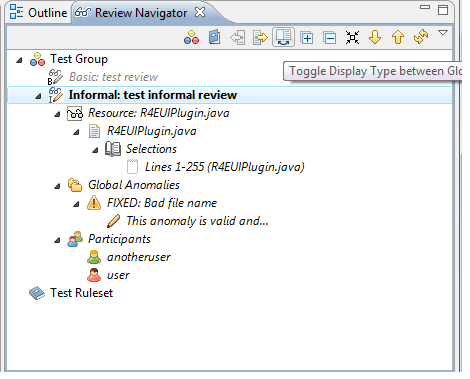 Outline Review Navigator
Toggle Display Type between Glo
Test Group
Basic: test review
Informal: test informal review
Resource: R4EUIPlugin.java
R4EUIPlugin.java
Selections
Lines 1-255 (R4EUIPlugin.java)
Global Anomalies
FIXED: Bad file name
This anomaly is valid and...
Participants
anotheruser
user
Test Ruleset